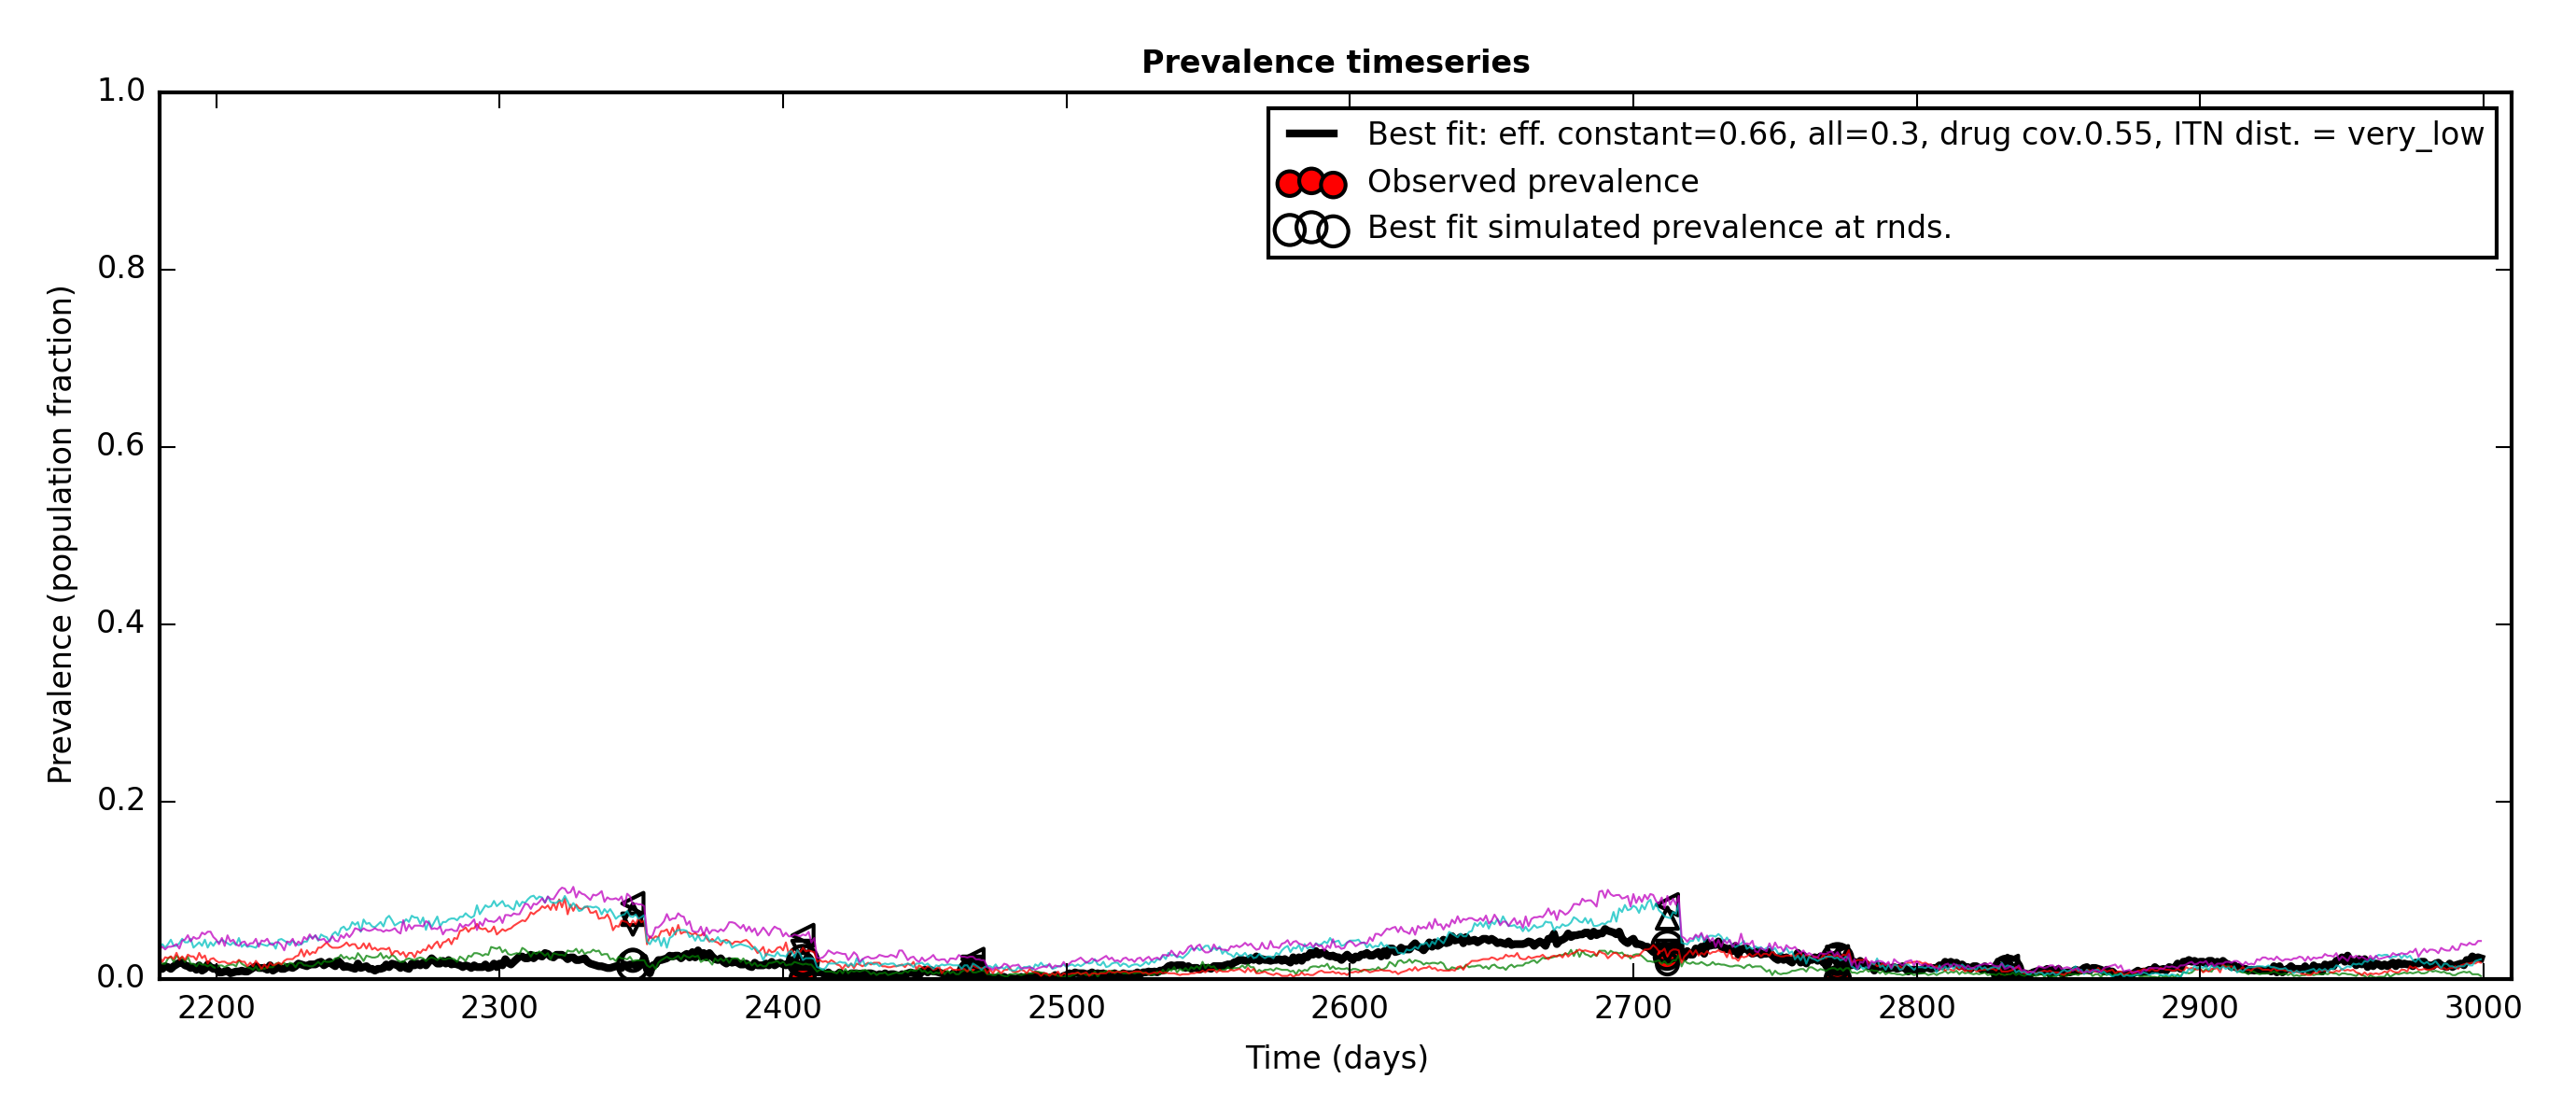 Prevalence timeseries
1.0
0.8
0.6
0.4
0.2
0.0
Prevalence (population fraction)
Best fit: eff. constant=0.66, all=0.3, drug cov.0.55, ITN dist. = very_low
Observed prevalence
Best fit simulated prevalence at rnds.
2200 2300 2400 2500 2600 2700 2800 2900 3000
Time (days)